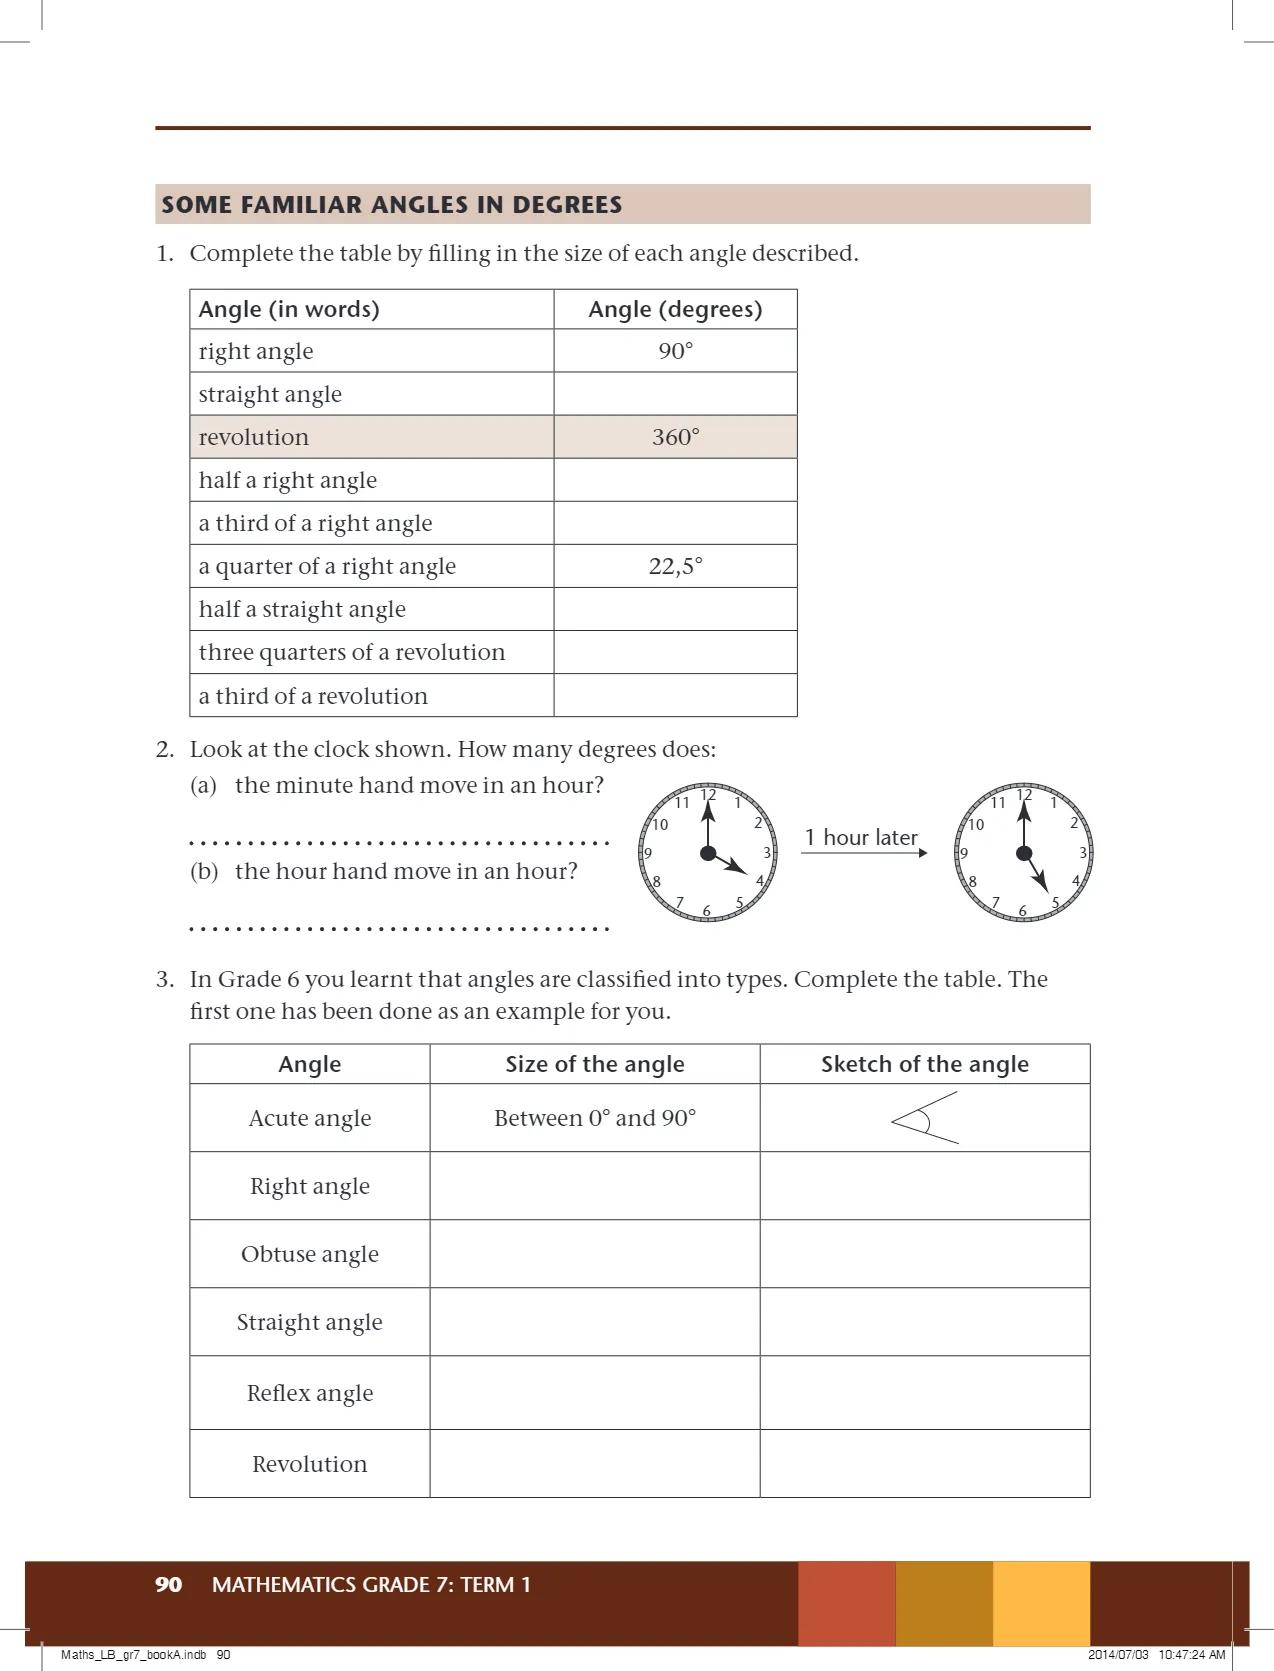 SOME FAMILIAR ANGLES IN DEGREES
1. Complete the table by filling in the size of each angle described.
Angle (in words) Angle (degrees)
right angle 90°
straight angle
revolution 360°
half a right angle
a third of a right angle
a quarter of a right angle 22,5°
half a straight angle
three quarters of a revolution
a third of a revolution
2. Look at the clock shown. How many degrees does:
(a) the minute hand move in an hour?
....................................
(b) the hour hand move in an hour?
....................................
12 1 2 3 4 5 6 7 8 9 10 11
1 hour later
12 1 2 3 4 5 6 7 8 9 10 11
3. In Grade 6 you learnt that angles are classified into types. Complete the table. The
first one has been done as an example for you.
Angle Size of the angle Sketch of the angle
Acute angle Between 0° and 90°
Right angle
Obtuse angle
Straight angle
Reflex angle
Revolution
90 MATHEMATICS GRADE 7: TERM 1
Maths_LB_gr7_bookA.indb 90 2014/07/03 10:47:24 AM